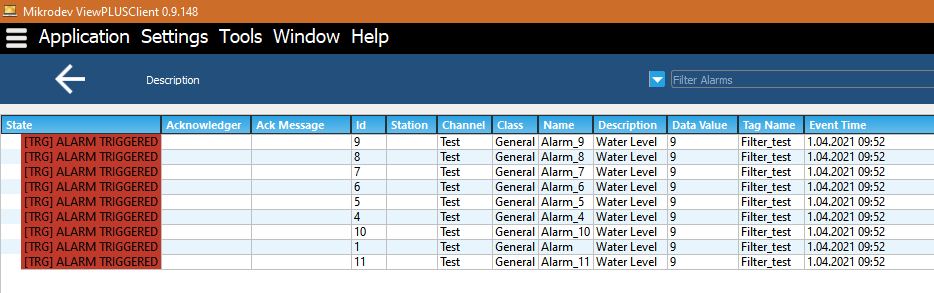 Mikrodev ViewPLUSClient 0.9.148
Application Settings Tools Window Help
Description Filter Alarms
State Acknowledger Ack Message Id Station Channel Class Name Description Data Value Tag Name Event Time
[TRG] ALARM TRIGGERED 9 Test General Alarm_9 Water Level 9 Filter_test 1.04.2021 09:52
[TRG] ALARM TRIGGERED 8 Test General Alarm_8 Water Level 9 Filter_test 1.04.2021 09:52
[TRG] ALARM TRIGGERED 7 Test General Alarm_7 Water Level 9 Filter_test 1.04.2021 09:52
[TRG] ALARM TRIGGERED 6 Test General Alarm_6 Water Level 9 Filter_test 1.04.2021 09:52
[TRG] ALARM TRIGGERED 5 Test General Alarm_5 Water Level 9 Filter_test 1.04.2021 09:52
[TRG] ALARM TRIGGERED 4 Test General Alarm_4 Water Level 9 Filter_test 1.04.2021 09:52
[TRG] ALARM TRIGGERED 10 Test General Alarm_10 Water Level 9 Filter_test 1.04.2021 09:52
[TRG] ALARM TRIGGERED 1 Test General Alarm Water Level 9 Filter_test 1.04.2021 09:52
[TRG] ALARM TRIGGERED 11 Test General Alarm_11 Water Level 9 Filter_test 1.04.2021 09:52